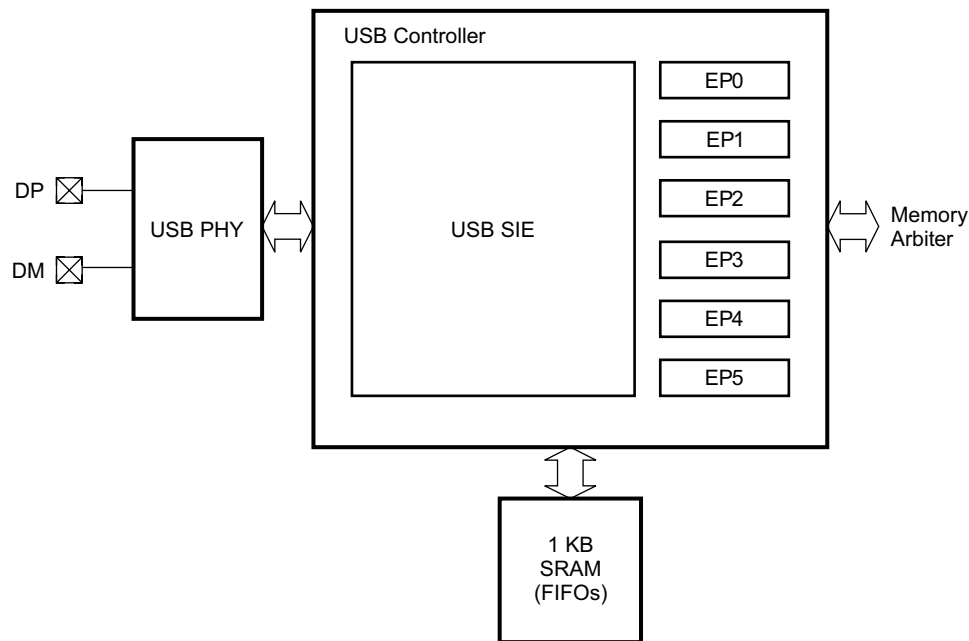 USB Controller
EP0
EP1
DP
EP2
USB PHY
USB SIE
Memory
Arbiter
DM
EP3
EP4
EP5
1 KB
SRAM
(FIFOs)